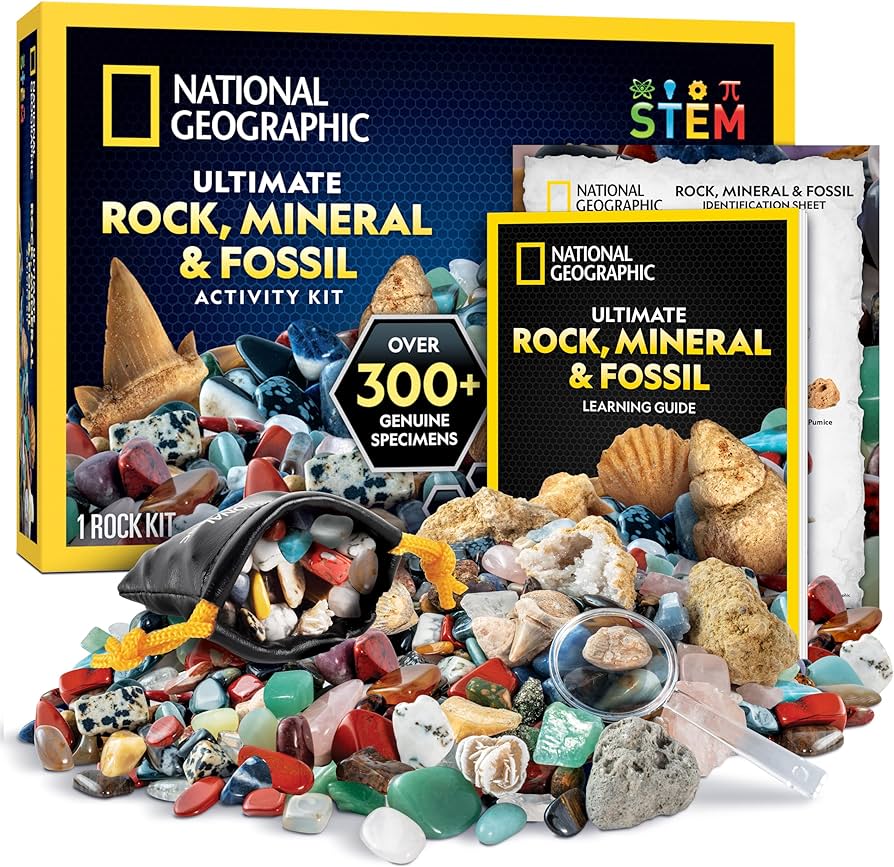 NATIONAL
GEOGRAPHIC
STEM
ULTIMATE
ROCK, MINERAL
& FOSSIL
ACTIVITY KIT
OVER
300+
GENUINE
SPECIMENS
1 ROCK KIT
NATIONAL
GEOGRAPHIC
ROCK, MINERAL & FOSSIL
IDENTIFICATION SHEET
Pumice
NATIONAL
GEOGRAPHIC
ULTIMATE
ROCK, MINERAL
& FOSSIL
LEARNING GUIDE